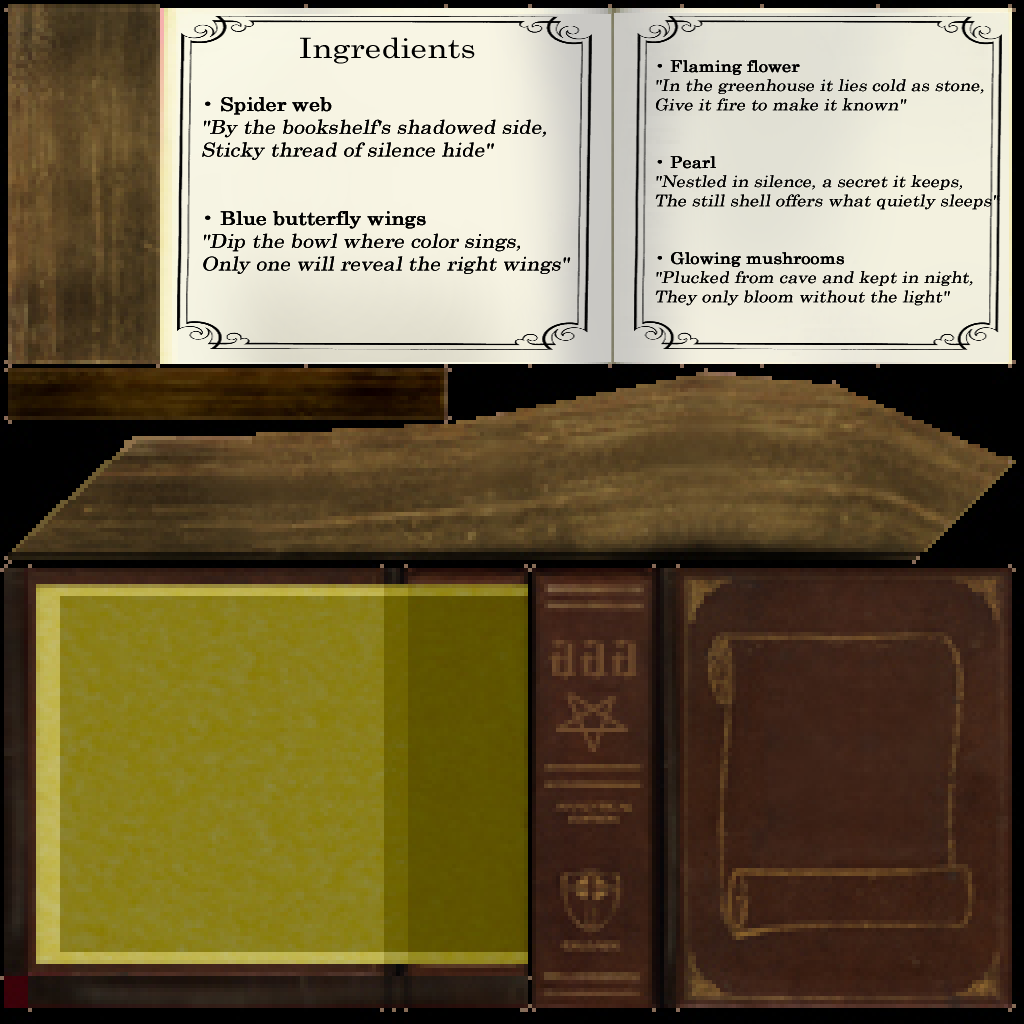 Ingredients
• Spider web
"By the bookshelf's shadowed side,
Sticky thread of silence hide"
• Blue butterfly wings
"Dip the bowl where color sings,
Only one will reveal the right wings"
• Flaming flower
"In the greenhouse it lies cold as stone,
Give it fire to make it known"
• Pearl
"Nestled in silence, a secret it keeps,
The still shell offers what quietly sleeps"
• Glowing mushrooms
"Plucked from cave and kept in night,
They only bloom without the light"